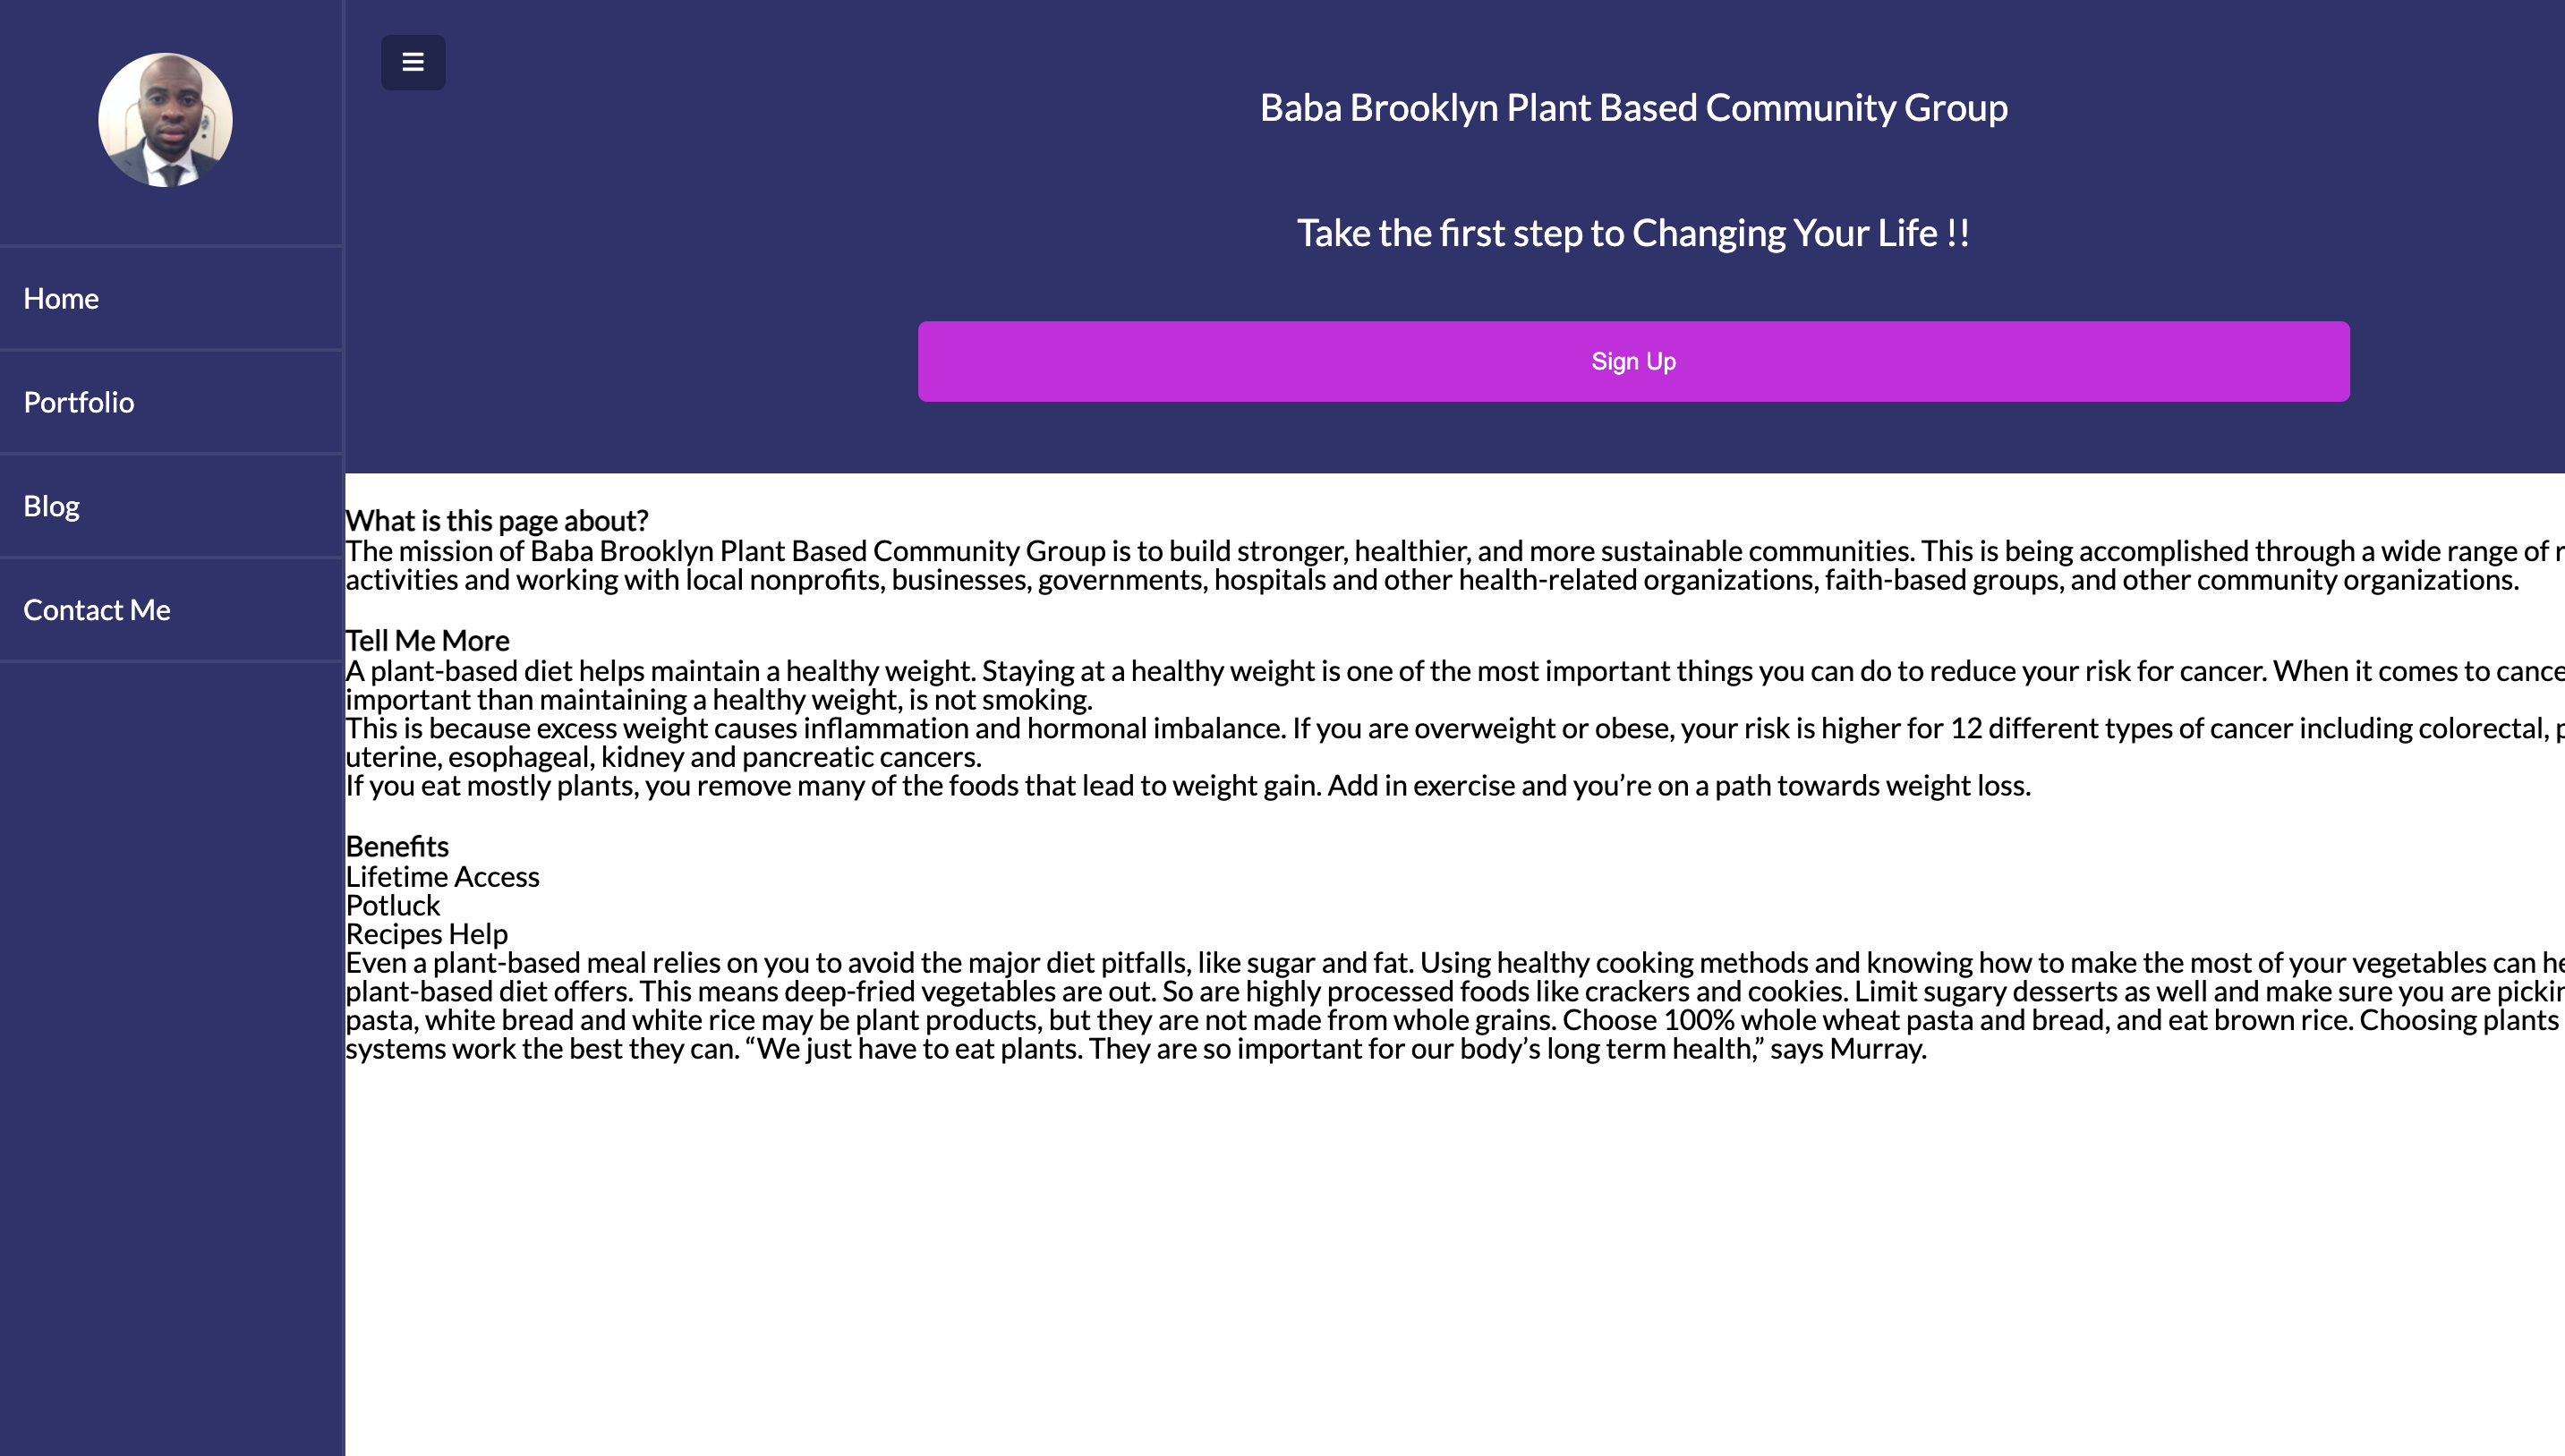 Home
Portfolio
Blog
Contact Me
Baba Brooklyn Plant Based Community Group
Take the first step to Changing Your Life !!
Sign Up
What is this page about?
The mission of Baba Brooklyn Plant Based Community Group is to build stronger, healthier, and more sustainable communities. This is being accomplished through a wide range of
activities and working with local nonprofits, businesses, governments, hospitals and other health-related organizations, faith-based groups, and other community organizations.
Tell Me More
A plant-based diet helps maintain a healthy weight. Staying at a healthy weight is one of the most important things you can do to reduce your risk for cancer. When it comes to
important than maintaining a healthy weight, is not smoking.
This is because excess weight causes inflammation and hormonal imbalance. If you are overweight or obese, your risk is higher for 12 different types of cancer including colorectal,
uterine, esophageal, kidney and pancreatic cancers.
If you eat mostly plants, you remove many of the foods that lead to weight gain. Add in exercise and you’re on a path towards weight loss.
Benefits
Lifetime Access
Potluck
Recipes Help
Even a plant-based meal relies on you to avoid the major diet pitfalls, like sugar and fat. Using healthy cooking methods and knowing how to make the most of your vegetables can
plant-based diet offers. This means deep-fried vegetables are out. So are highly processed foods like crackers and cookies. Limit sugary desserts as well and make sure you are
pasta, white bread and white rice may be plant products, but they are not made from whole grains. Choose 100% whole wheat pasta and bread, and eat brown rice. Choosing plants
systems work the best they can. “We just have to eat plants. They are so important for our body’s long term health,” says Murray.